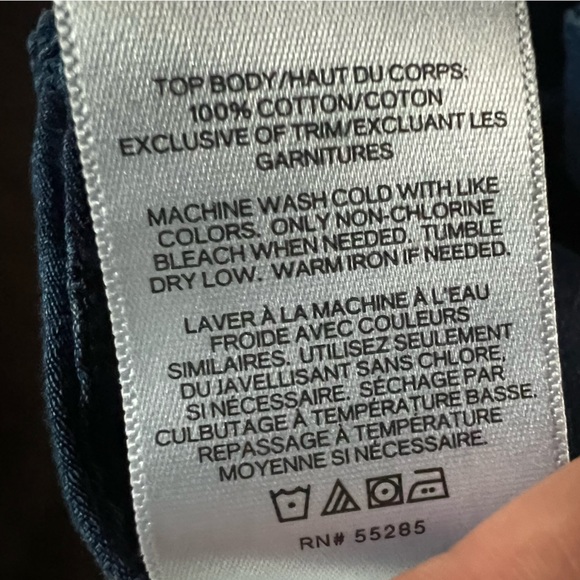 TOP BODY/HAUT DU CORPS:
100% COTTON/COTON
EXCLUSIVE OF TRIM/EXCLUANT LES
GARNITURES
MACHINE WASH COLD WITH LIKE
COLORS. ONLY NON-CHLORINE
BLEACH WHEN NEEDED. TUMBLE
DRY LOW. WARM IRON IF NEEDED.
LAVER À LA MACHINE À L'EAU
FROIDE AVEC COULEURS
SIMILAIRES. UTILISEZ SEULEMENT
DU JAVELLISANT SANS CHLORE,
SI NÉCESSAIRE. SÉCHAGE PAR
CULBUTAGE À TEMPÉRATURE BASSE.
REPASSAGE À TEMPÉRATURE
MOYENNE SI NÉCESSAIRE.
RN# 55285